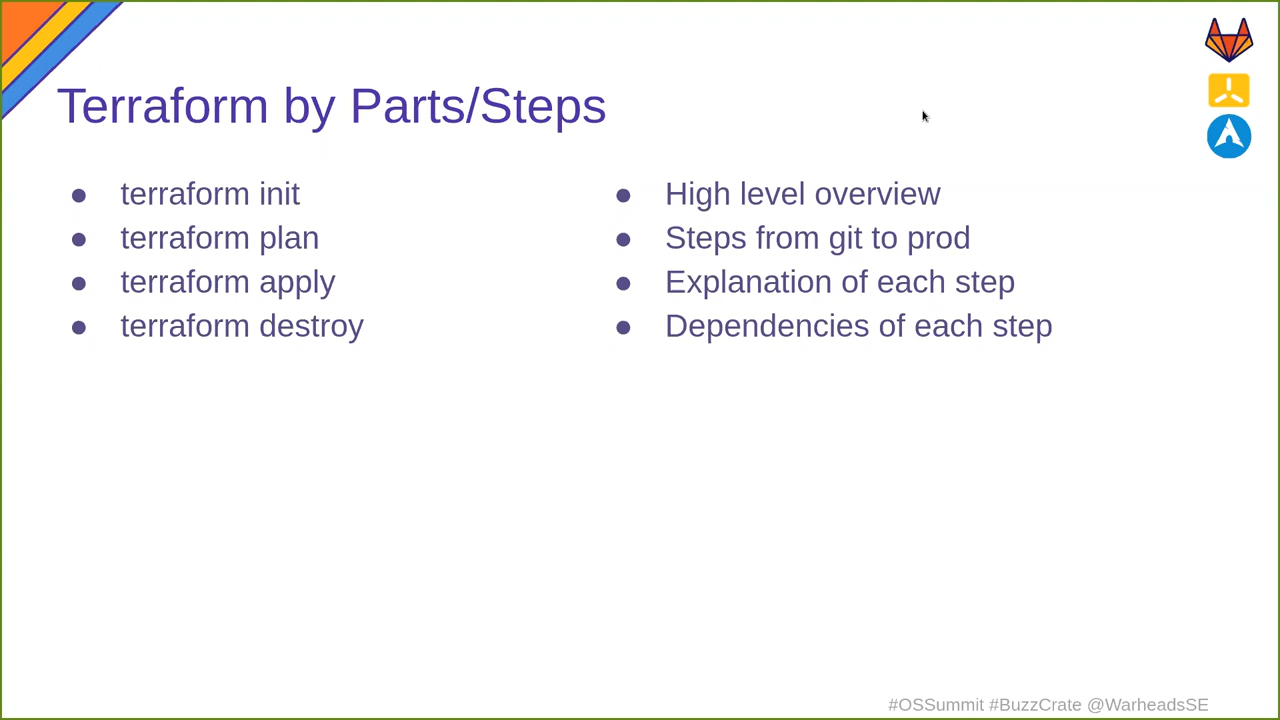 Terraform by Parts/Steps
● terraform init
● terraform plan
● terraform apply
● terraform destroy
● High level overview
● Steps from git to prod
● Explanation of each step
● Dependencies of each step
#OSSummit #BuzzCrate @WarheadsSE